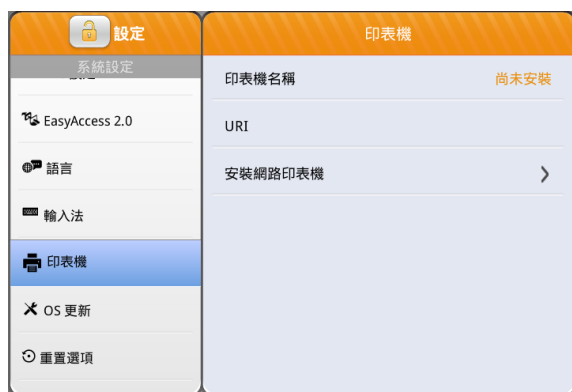 設定
系統設定
EasyAccess 2.0
語言
輸入法
印表機
OS 更新
重置選項
印表機
印表機名稱
尚未安裝
URI
安裝網路印表機